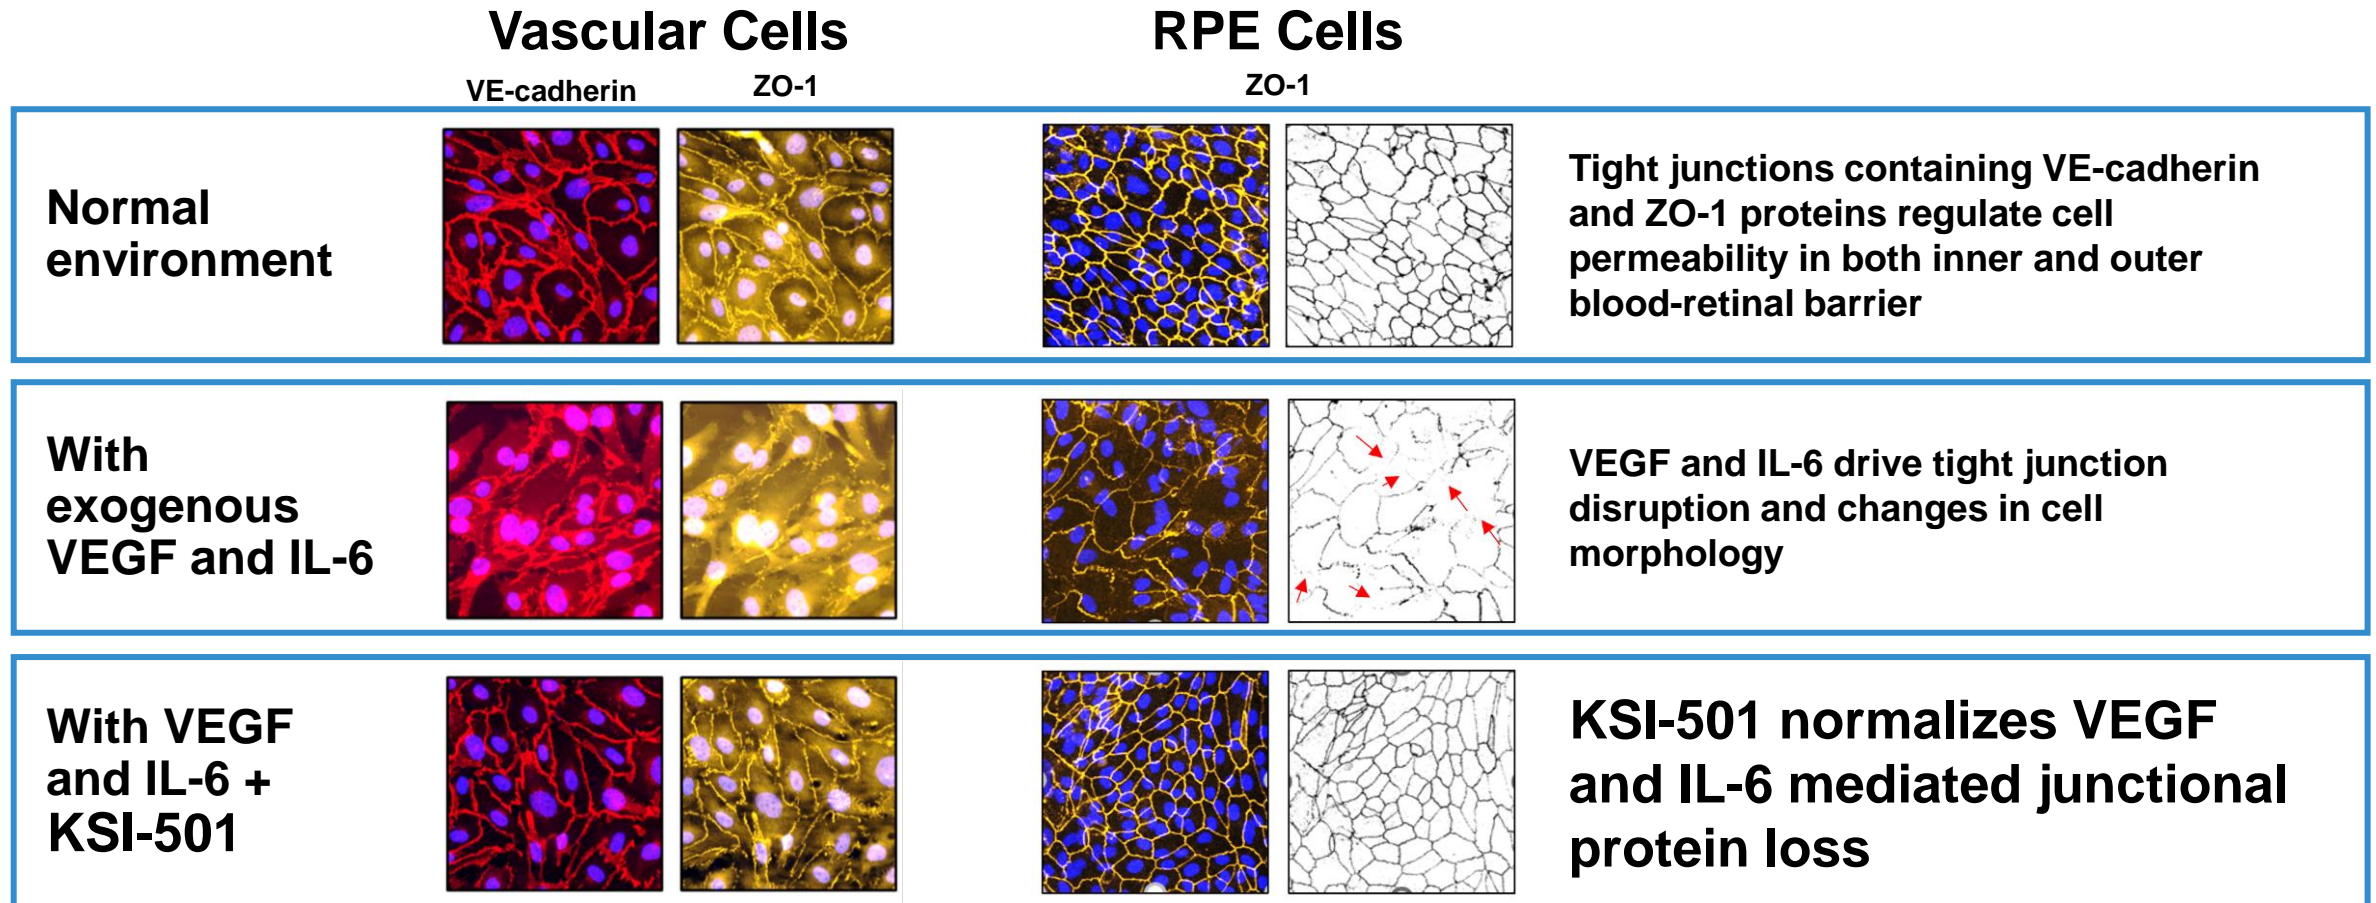 Vascular Cells
RPE Cells
VE-cadherin
ZO-1
ZO-1
Normal
environment
Tight junctions containing VE-cadherin
and ZO-1 proteins regulate cell
permeability in both inner and outer
blood-retinal barrier
With
exogenous
VEGF and IL-6
VEGF and IL-6 drive tight junction
disruption and changes in cell
morphology
With VEGF
and IL-6 +
KSI-501
KSI-501 normalizes VEGF
and IL-6 mediated junctional
protein loss